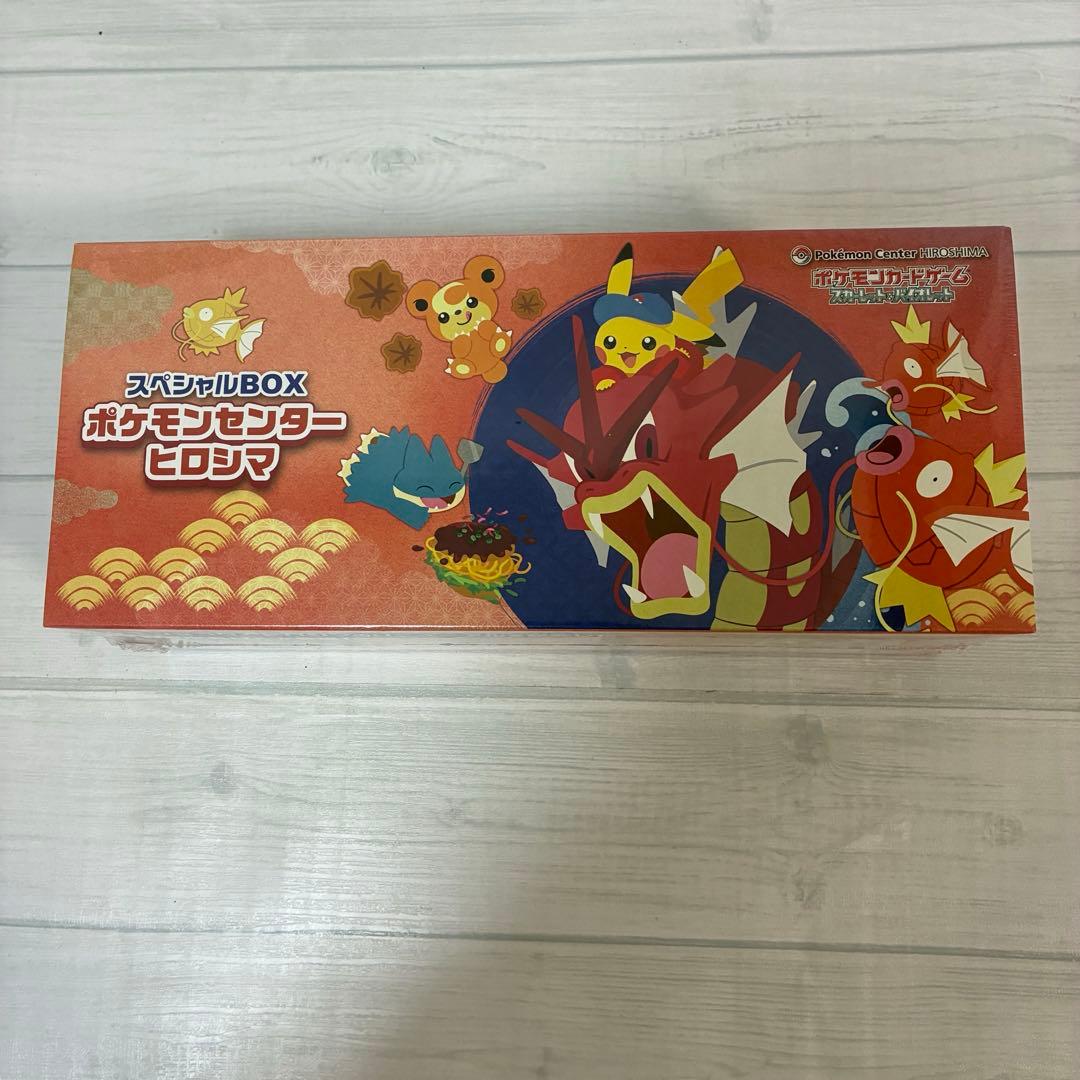 スペシャルBOX
ポケモンセンター
ヒロシマ
Pokémon Center HIROSHIMA
ポケモンカードゲーム
スカーレット&バイオレット